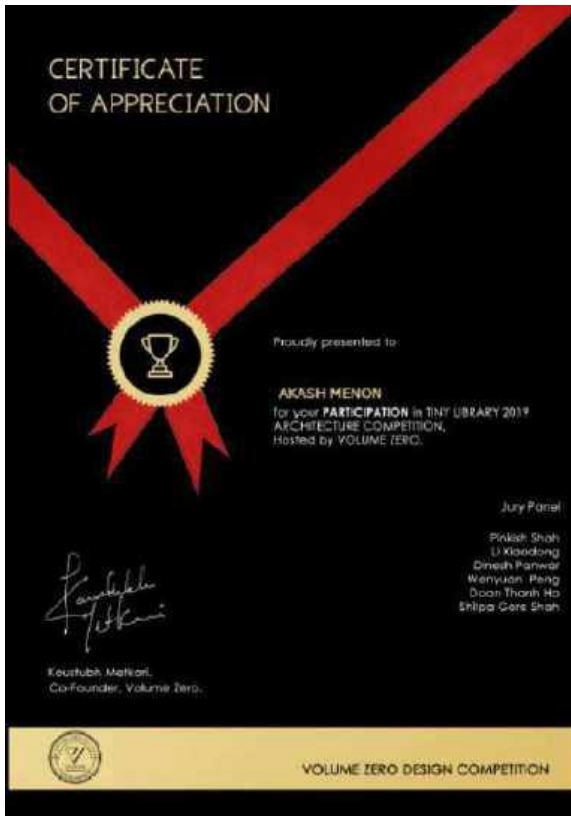 CERTIFICATE
OF APPRECIATION
Proudly presented to
AKASH MENON
for your PARTICIPATION in TINY LIBRARY 2019
ARCHITECTURE COMPETITION,
Hosted by VOLUME ZERO.
Jury Panel
Pinkish Shah
Li Xiaodong
Dinesh Panwar
Wenyuan Peng
Doan Thanh Ha
Shilpa Gore Shah
Kaustubh Metkari
Koustubh Metkari.
Co-Founder, Volume Zero.
VOLUME ZERO DESIGN COMPETITION